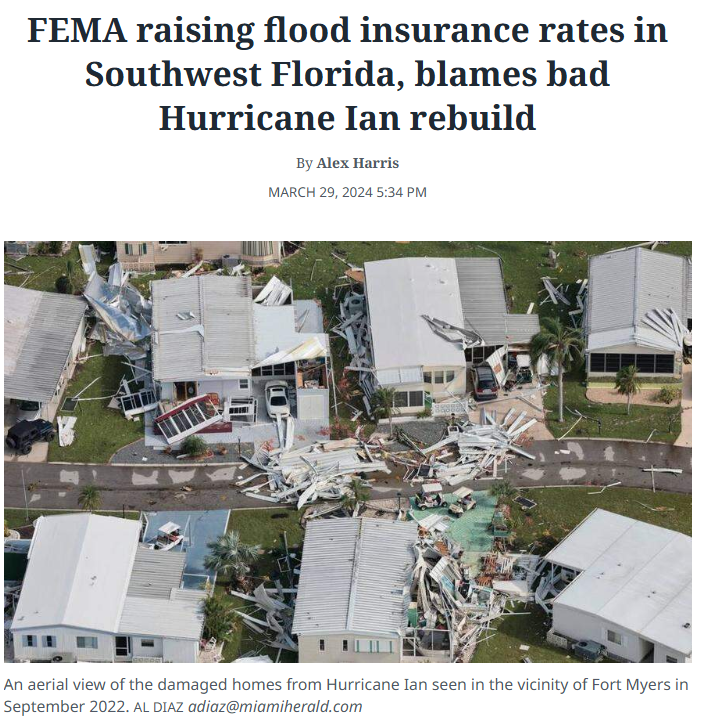 FEMA raising flood insurance rates in
Southwest Florida, blames bad
Hurricane Ian rebuild
By Alex Harris
MARCH 29, 2024 5:34 PM
An aerial view of the damaged homes from Hurricane Ian seen in the vicinity of Fort Myers in
September 2022. AL DIAZ adiaz@miamiherald.com